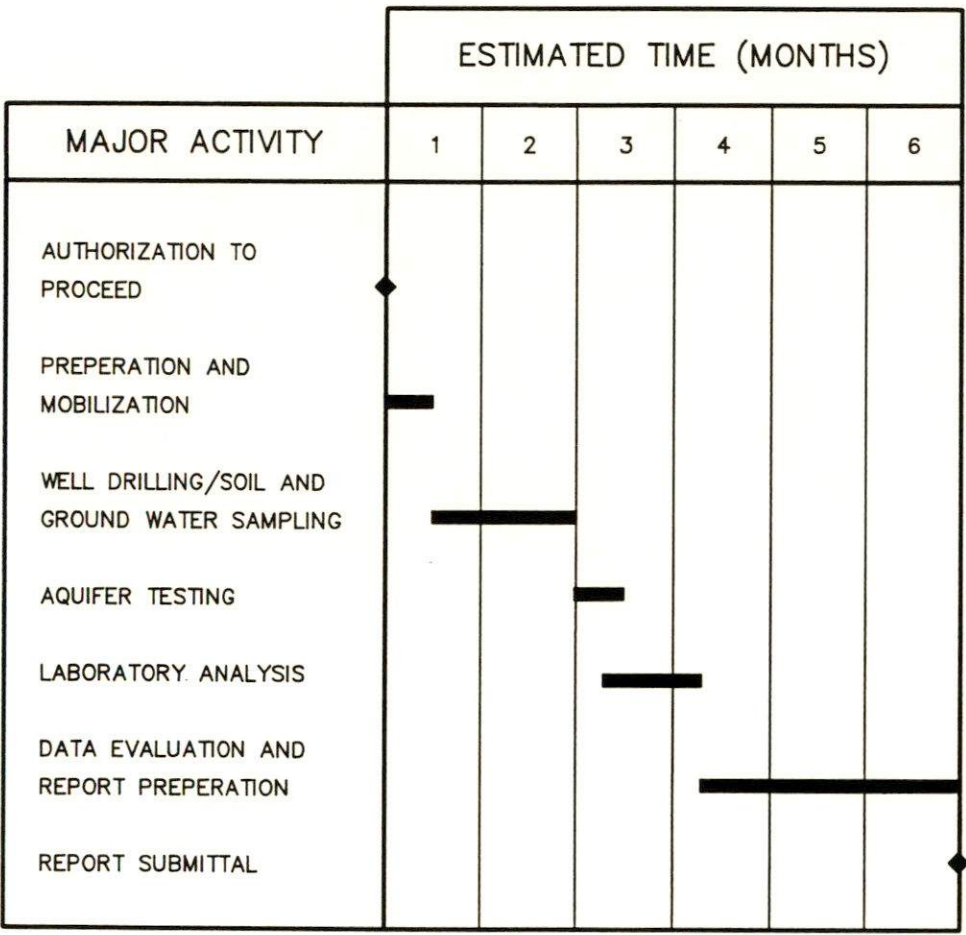 ESTIMATED TIME (MONTHS)
MAJOR ACTIVITY 1 2 3 4 5 6
AUTHORIZATION TO
PROCEED
PREPERATION AND
MOBILIZATION
WELL DRILLING/SOIL AND
GROUND WATER SAMPLING
AQUIFER TESTING
LABORATORY ANALYSIS
DATA EVALUATION AND
REPORT PREPERATION
REPORT SUBMITTAL